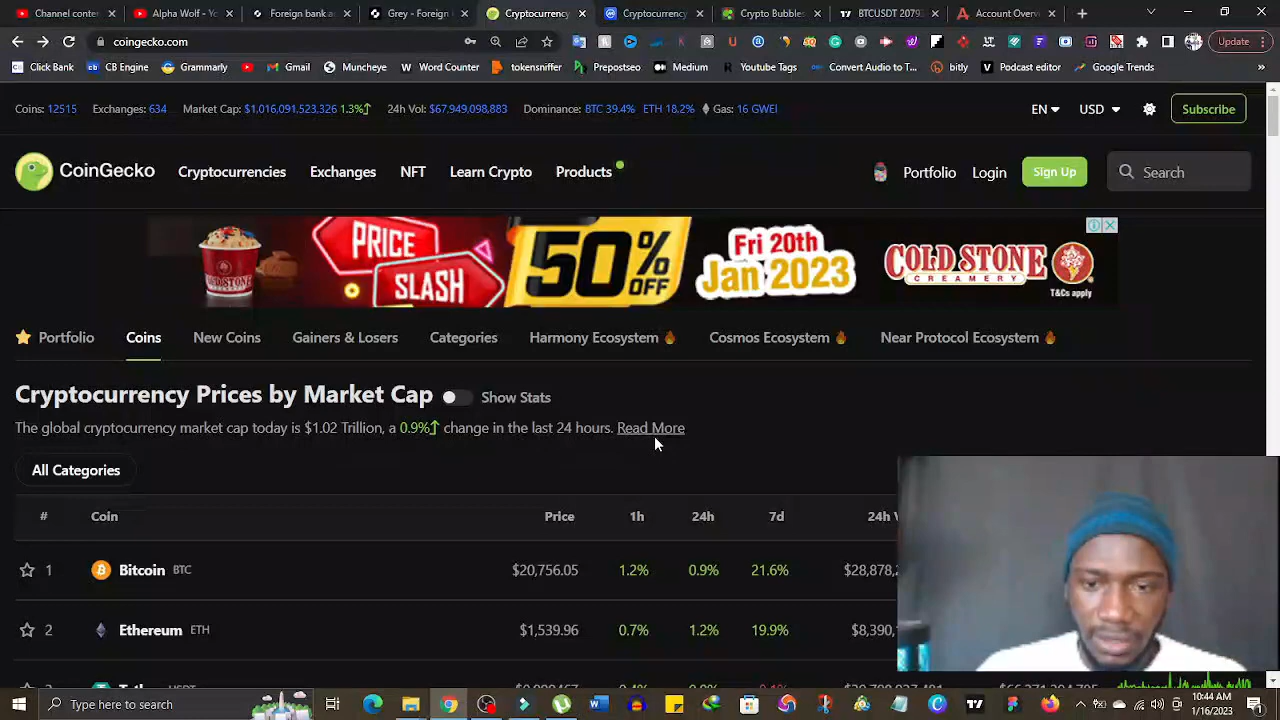 Channel content
Alpha Wolf - Yo
Foreign bank a
Grey - Foreign
Cryptocurrency
Cryptocurrency
Crypto Bubbles
BTCUSDT 2079
Account Overv
coingecko.com
Update
Click Bank
CB Engine
Grammarly
Gmail
Muncheye
Word Counter
tokensniffer
Prepostseo
Medium
Youtube Tags
Convert Audio to T...
bitly
Podcast editor
Google Trends
Coins: 12515
Exchanges: 634
Market Cap: $1,016,091,523,326 1.3%
24h Vol: $67,949,098,883
Dominance: BTC 39.4% ETH 18.2%
Gas: 16 GWEI
EN
USD
Subscribe
CoinGecko
Cryptocurrencies
Exchanges
NFT
Learn Crypto
Products
Portfolio
Login
Sign Up
Search
PRICE
SLASH
50% OFF
Fri 20th
Jan 2023
COLD STONE
CREAMERY
T&Cs apply
Portfolio
Coins
New Coins
Gainers & Losers
Categories
Harmony Ecosystem
Cosmos Ecosystem
Near Protocol Ecosystem
Cryptocurrency Prices by Market Cap
Show Stats
The global cryptocurrency market cap today is $1.02 Trillion, a 0.9% change in the last 24 hours. Read More
All Categories
# Coin Price 1h 24h 7d 24h V
1 Bitcoin BTC $20,756.05 1.2% 0.9% 21.6% $28,878,2
2 Ethereum ETH $1,539.96 0.7% 1.2% 19.9% $8,390,1
Type here to search
10:44 AM
1/16/2023